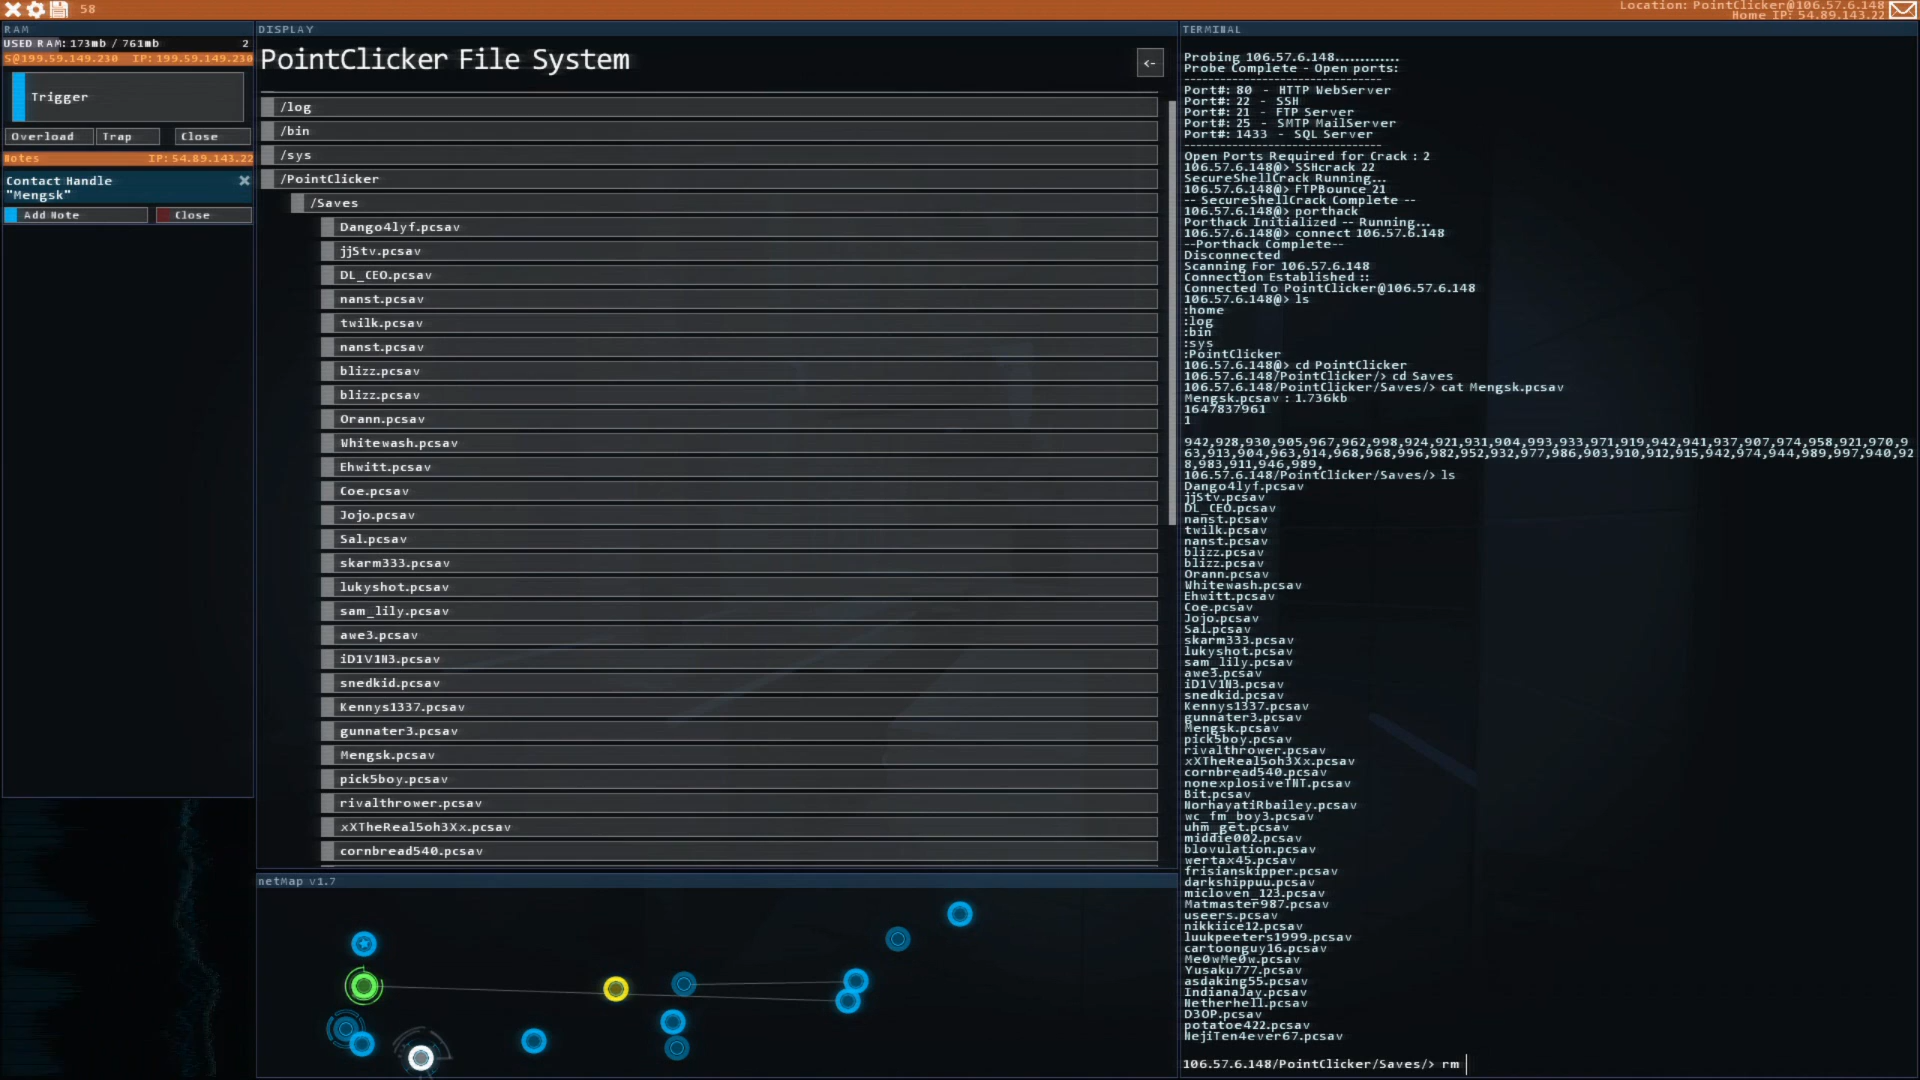 58
Location: PointClicker@106.57.6.148
Home IP: 54.89.143.22
RAM
USED RAM: 173mb / 761mb 2
S@199.59.149.230 IP: 199.59.149.230
Trigger
Overload Trap Close
Notes IP: 54.89.143.22
Contact Handle
"Mengsk"
Add Note Close
DISPLAY
PointClicker File System
<-
/log
/bin
/sys
/PointClicker
/Saves
Dango4lyf.pcsav
jjStv.pcsav
DL_CEO.pcsav
nanst.pcsav
twilk.pcsav
nanst.pcsav
blizz.pcsav
blizz.pcsav
Orann.pcsav
Whitewash.pcsav
Ehwitt.pcsav
Coe.pcsav
Jojo.pcsav
Sal.pcsav
skarm333.pcsav
lukyshot.pcsav
sam_lily.pcsav
awe3.pcsav
iD1V1N3.pcsav
snedkid.pcsav
Kennys1337.pcsav
gunnater3.pcsav
Mengsk.pcsav
pick5boy.pcsav
rivalthrower.pcsav
xXTheReal5oh3Xx.pcsav
cornbread540.pcsav
netMap v1.7
TERMINAL
Probing 106.57.6.148.............
Probe Complete - Open ports:
---------------------------------
Port#: 80 - HTTP WebServer
Port#: 22 - SSH
Port#: 21 - FTP Server
Port#: 25 - SMTP MailServer
Port#: 1433 - SQL Server
---------------------------------
Open Ports Required for Crack : 2
106.57.6.148@> SSHcrack 22
SecureShellCrack Running...
106.57.6.148@> FTPBounce 21
-- SecureShellCrack Complete --
106.57.6.148@> porthack
Porthack Initialized -- Running...
106.57.6.148@> connect 106.57.6.148
--Porthack Complete--
Disconnected
Scanning For 106.57.6.148
Connection Established ::
Connected To PointClicker@106.57.6.148
106.57.6.148@> ls
:home
:log
:bin
:sys
:PointClicker
106.57.6.148@> cd PointClicker
106.57.6.148/PointClicker/> cd Saves
106.57.6.148/PointClicker/Saves/> cat Mengsk.pcsav
Mengsk.pcsav : 1.736kb
1647837961
1
942,928,930,905,967,962,998,924,921,931,904,993,933,971,919,942,941,937,907,974,958,921,970,9
63,913,904,963,914,968,968,996,982,952,932,977,986,903,910,912,915,942,974,944,989,997,940,92
8,983,911,946,989,
106.57.6.148/PointClicker/Saves/> ls
Dango4lyf.pcsav
jjStv.pcsav
DL_CEO.pcsav
nanst.pcsav
twilk.pcsav
nanst.pcsav
blizz.pcsav
blizz.pcsav
Orann.pcsav
Whitewash.pcsav
Ehwitt.pcsav
Coe.pcsav
Jojo.pcsav
Sal.pcsav
skarm333.pcsav
lukyshot.pcsav
sam_lily.pcsav
awe3.pcsav
iD1V1N3.pcsav
snedkid.pcsav
Kennys1337.pcsav
gunnater3.pcsav
Mengsk.pcsav
pick5boy.pcsav
rivalthrower.pcsav
xXTheReal5oh3Xx.pcsav
cornbread540.pcsav
nonexplosiveTNT.pcsav
Bit.pcsav
NorhayatiRbailey.pcsav
wc_fm_boy3.pcsav
uhm_get.pcsav
middie002.pcsav
blovulation.pcsav
wertax45.pcsav
frisianskipper.pcsav
darkshippuu.pcsav
micloven_123.pcsav
Matmaster987.pcsav
useers.pcsav
nikkiice12.pcsav
luukpeeters1999.pcsav
cartoonguy16.pcsav
Me0wMe0w.pcsav
Yusaku777.pcsav
asdaking55.pcsav
IndianaJay.pcsav
Netherhell.pcsav
D3OP.pcsav
potatoe422.pcsav
NejiTen4ever67.pcsav
106.57.6.148/PointClicker/Saves/> rm